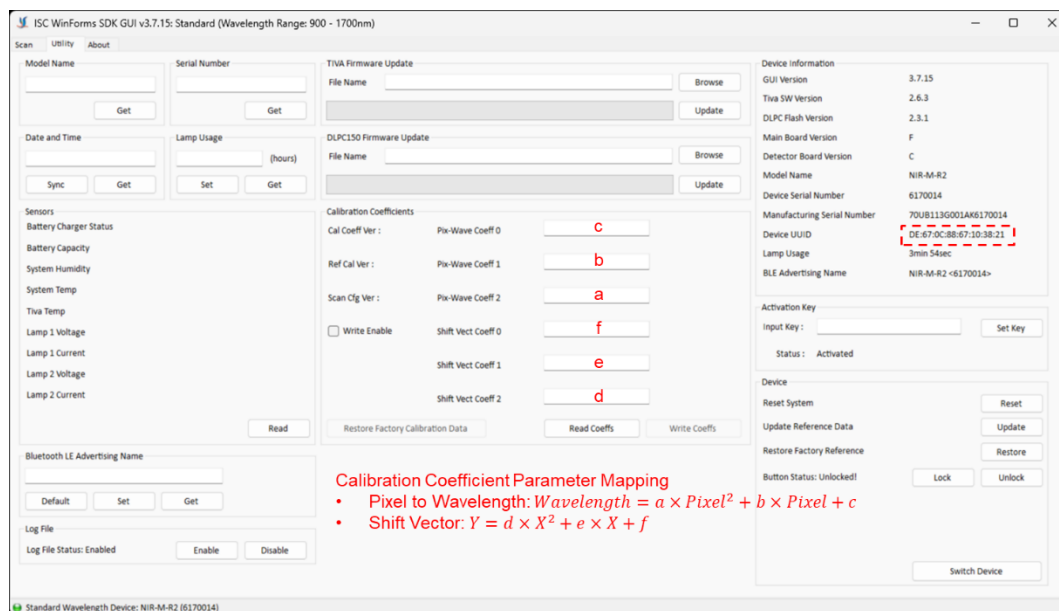 ISC WinForms SDK GUI v3.7.15: Standard (Wavelength Range: 900 - 1700nm)
Scan Utility About
Model Name
Get
Serial Number
Get
Date and Time
Sync Get
Lamp Usage
(hours)
Set Get
Sensors
Battery Charger Status
Battery Capacity
System Humidity
System Temp
Tiva Temp
Lamp 1 Voltage
Lamp 1 Current
Lamp 2 Voltage
Lamp 2 Current
Read
Bluetooth LE Advertising Name
Default Set Get
Log File
Log File Status: Enabled Enable Disable
TIVA Firmware Update
File Name Browse
Update
DLPC150 Firmware Update
File Name Browse
Update
Calibration Coefficients
Cal Coeff Ver : Pix-Wave Coeff 0 c
Ref Cal Ver : Pix-Wave Coeff 1 b
Scan Cfg Ver : Pix-Wave Coeff 2 a
Write Enable Shift Vect Coeff 0 f
Shift Vect Coeff 1 e
Shift Vect Coeff 2 d
Restore Factory Calibration Data Read Coeffs Write Coeffs
Calibration Coefficient Parameter Mapping
• Pixel to Wavelength: Wavelength = a × Pixel² + b × Pixel + c
• Shift Vector: Y = d × X² + e × X + f
Device Information
GUI Version 3.7.15
Tiva SW Version 2.6.3
DLPC Flash Version 2.3.1
Main Board Version F
Detector Board Version C
Model Name NIR-M-R2
Device Serial Number 6170014
Manufacturing Serial Number 70UB113G001AK6170014
Device UUID DE:67:0C:88:67:10:38:21
Lamp Usage 3min 54sec
BLE Advertising Name NIR-M-R2 <6170014>
Activation Key
Input Key : Set Key
Status : Activated
Device
Reset System Reset
Update Reference Data Update
Restore Factory Reference Restore
Button Status: Unlocked! Lock Unlock
Switch Device
Standard Wavelength Device: NIR-M-R2 (6170014)